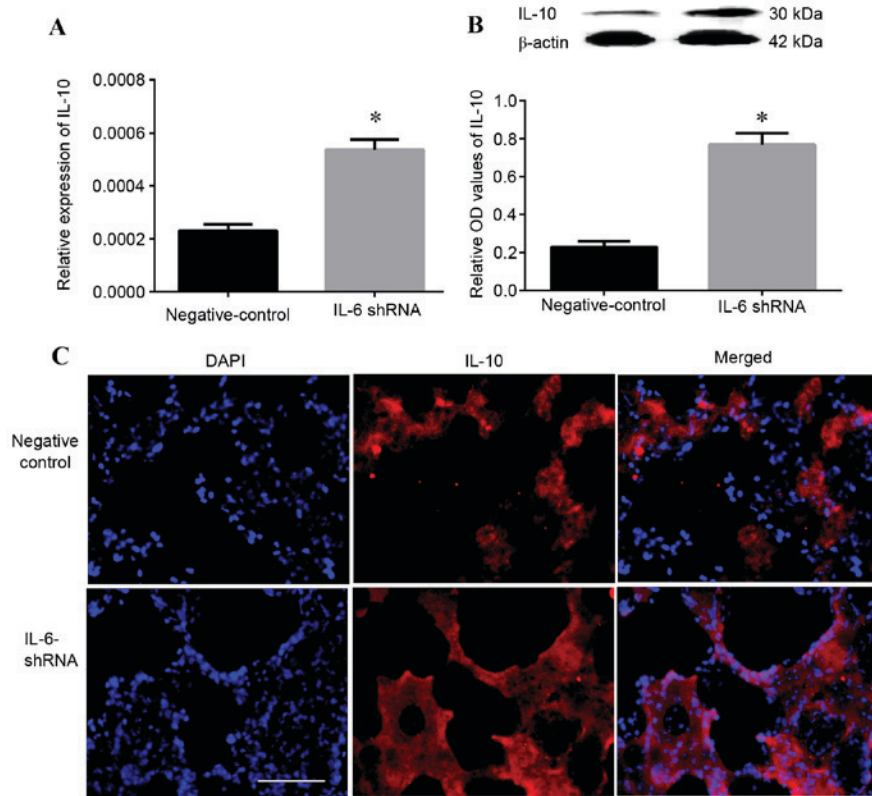 A
Relative expression of IL-10
0.0008
0.0006
0.0004
0.0002
0.0000
*
Negative-control
IL-6 shRNA
B
IL-10
30 kDa
β-actin
42 kDa
Relative OD values of IL-10
1.0
0.8
0.6
0.4
0.2
0.0
*
Negative-control
IL-6 shRNA
C
DAPI
IL-10
Merged
Negative
control
IL-6-
shRNA